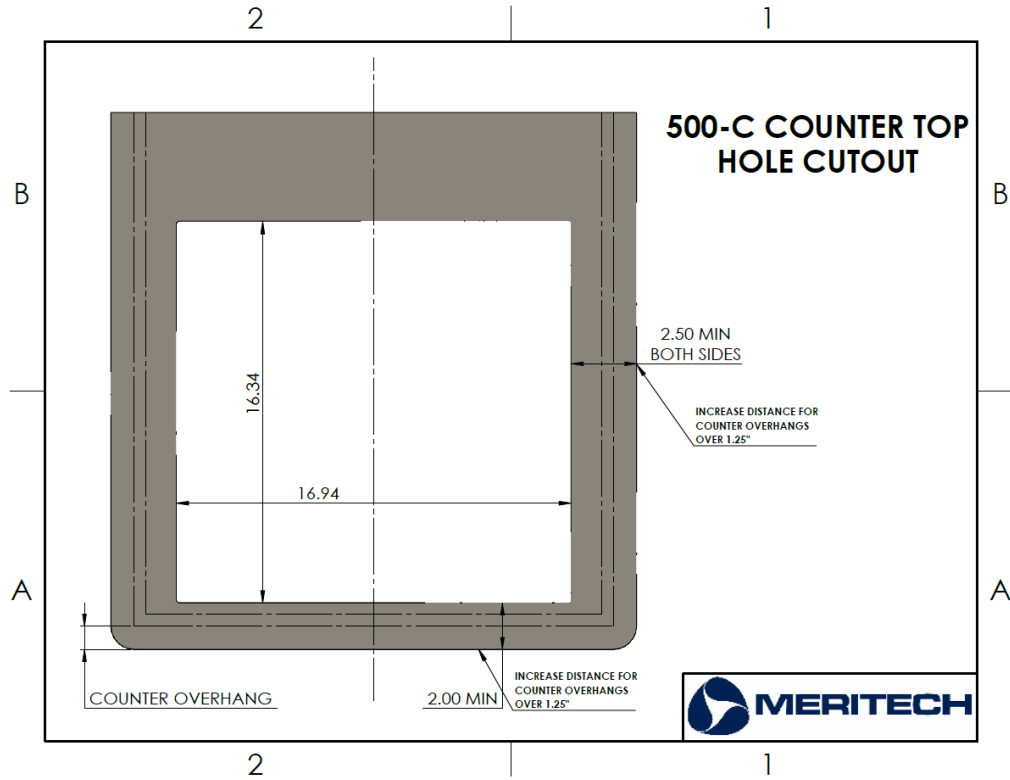 2
1
500-C COUNTER TOP
HOLE CUTOUT
B
B
2.50 MIN
BOTH SIDES
16.34
INCREASE DISTANCE FOR
COUNTER OVERHANGS
OVER 1.25"
16.94
A
A
INCREASE DISTANCE FOR
COUNTER OVERHANGS
OVER 1.25"
COUNTER OVERHANG
2.00 MIN
MERITECH
2
1